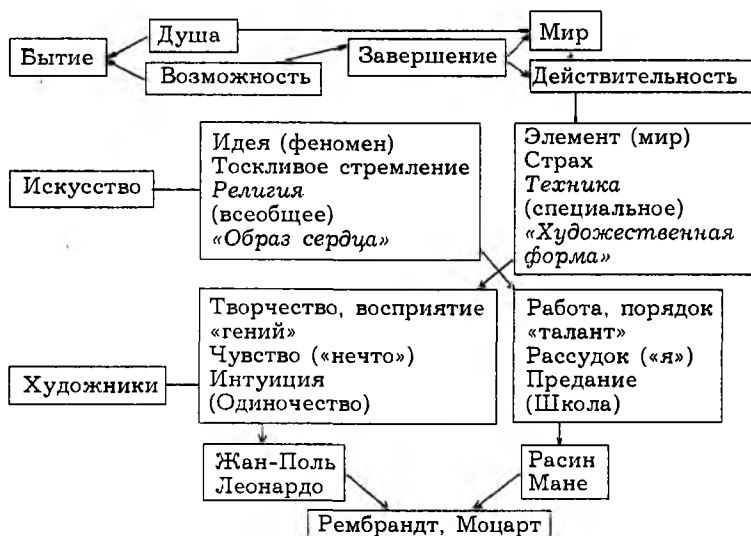 Душа
Мир
Бытие
Завершение
Возможность
Действительность
Идея (феномен)
Тоскливое стремление
Религия
(всеобщее)
«Образ сердца»
Элемент (мир)
Страх
Техника
(специальное)
«Художественная
форма»
Искусство
Творчество, восприятие
«гений»
Чувство («нечто»)
Интуиция
(Одиночество)
Работа, порядок
«талант»
Рассудок («я»)
Предание
(Школа)
Художники
Жан-Поль
Леонардо
Расин
Мане
Рембрандт, Моцарт